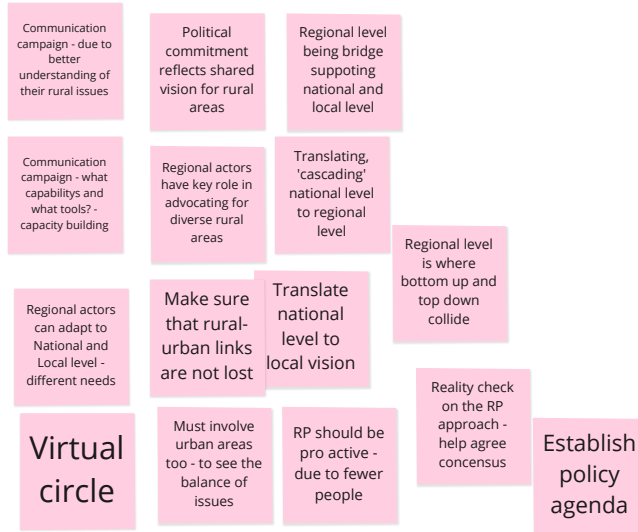 Communication
campaign - due to
better
understanding of
their rural issues
Political
commitment
reflects shared
vision for rural
areas
Regional level
being bridge
suppoting
national and
local level
Communication
campaign - what
capabilitys and
what tools? -
capacity building
Regional actors
have key role in
advocating for
diverse rural
areas
Translating,
'cascading'
national level
to regional
level
Regional level
is where
bottom up and
top down
collide
Regional actors
can adapt to
National and
Local level -
different needs
Make sure
that rural-
urban links
are not lost
Translate
national
level to
local vision
Reality check
on the RP
approach -
help agree
concensus
Virtual
circle
Must involve
urban areas
too - to see the
balance of
issues
RP should be
pro active -
due to fewer
people
Establish
policy
agenda